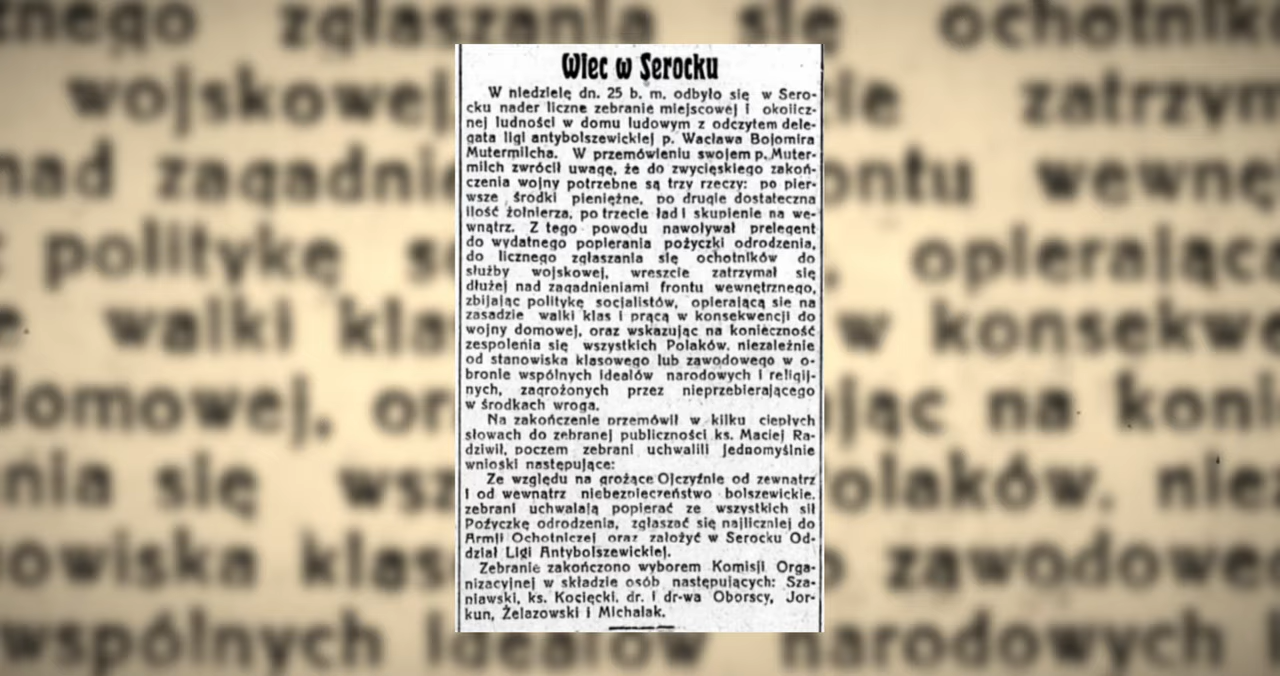 Wiec w Serocku
W niedzielę dn. 25 b. m. odbyło się w Sero-
cku nader liczne zebranie miejscowej i okolicz-
nej ludności w domu ludowym z odczytem dele-
gata ligi antybolszewickiej p. Wacława Bojomira
Mutermilcha. W przemówieniu swojem p. Muter-
milch zwrócił uwagę, że do zwycięskiego zakoń-
czenia wojny potrzebne są trzy rzeczy: po pier-
wsze środki pieniężne, po drugie dostateczna
ilość żołnierza, po trzecie ład i skupienie na we-
wnątrz. Z tego powodu nawoływał prelegent
do wydatnego popierania pożyczki odrodzenia,
do licznego zgłaszania się ochotników do
służby wojskowej, wreszcie zatrzymał się
dłużej nad zagadnieniami frontu wewnętrznego,
zbijając politykę socjalistów, opierającą się na
zasadzie walki klas i prącą w konsekwencji do
wojny domowej, oraz wskazując na konieczność
zespolenia się wszystkich Polaków, niezależnie
od stanowiska klasowego lub zawodowego w o-
bronie wspólnych idealów narodowych i religij-
nych, zagrożonych przez nieprzebierającego
w środkach wroga.
Na zakończenie przemówił w kilku ciepłych
słowach do zebranej publiczności ks. Maciej Ra-
dziwił, poczem zebrani uchwalili jednomyślnie
wnioski następujące:
Ze względu na grożące Ojczyźnie od zewnątrz
i od wewnątrz niebezpieczeństwo bolszewickie,
zebrani uchwalają popierać ze wszystkich sił
Pożyczkę odrodzenia, zgłaszać się najliczniej do
Armji Ochotniczej oraz założyć w Serocku Od-
dział Ligi Antybolszewickiej.
Zebranie zakończono wyborem Komisji Orga-
nizacyjnej w składzie osób następujących: Sza-
niawski, ks. Kocięcki, dr. i dr-wa Oborscy, Jor-
kun, Żelazowski i Michalak.